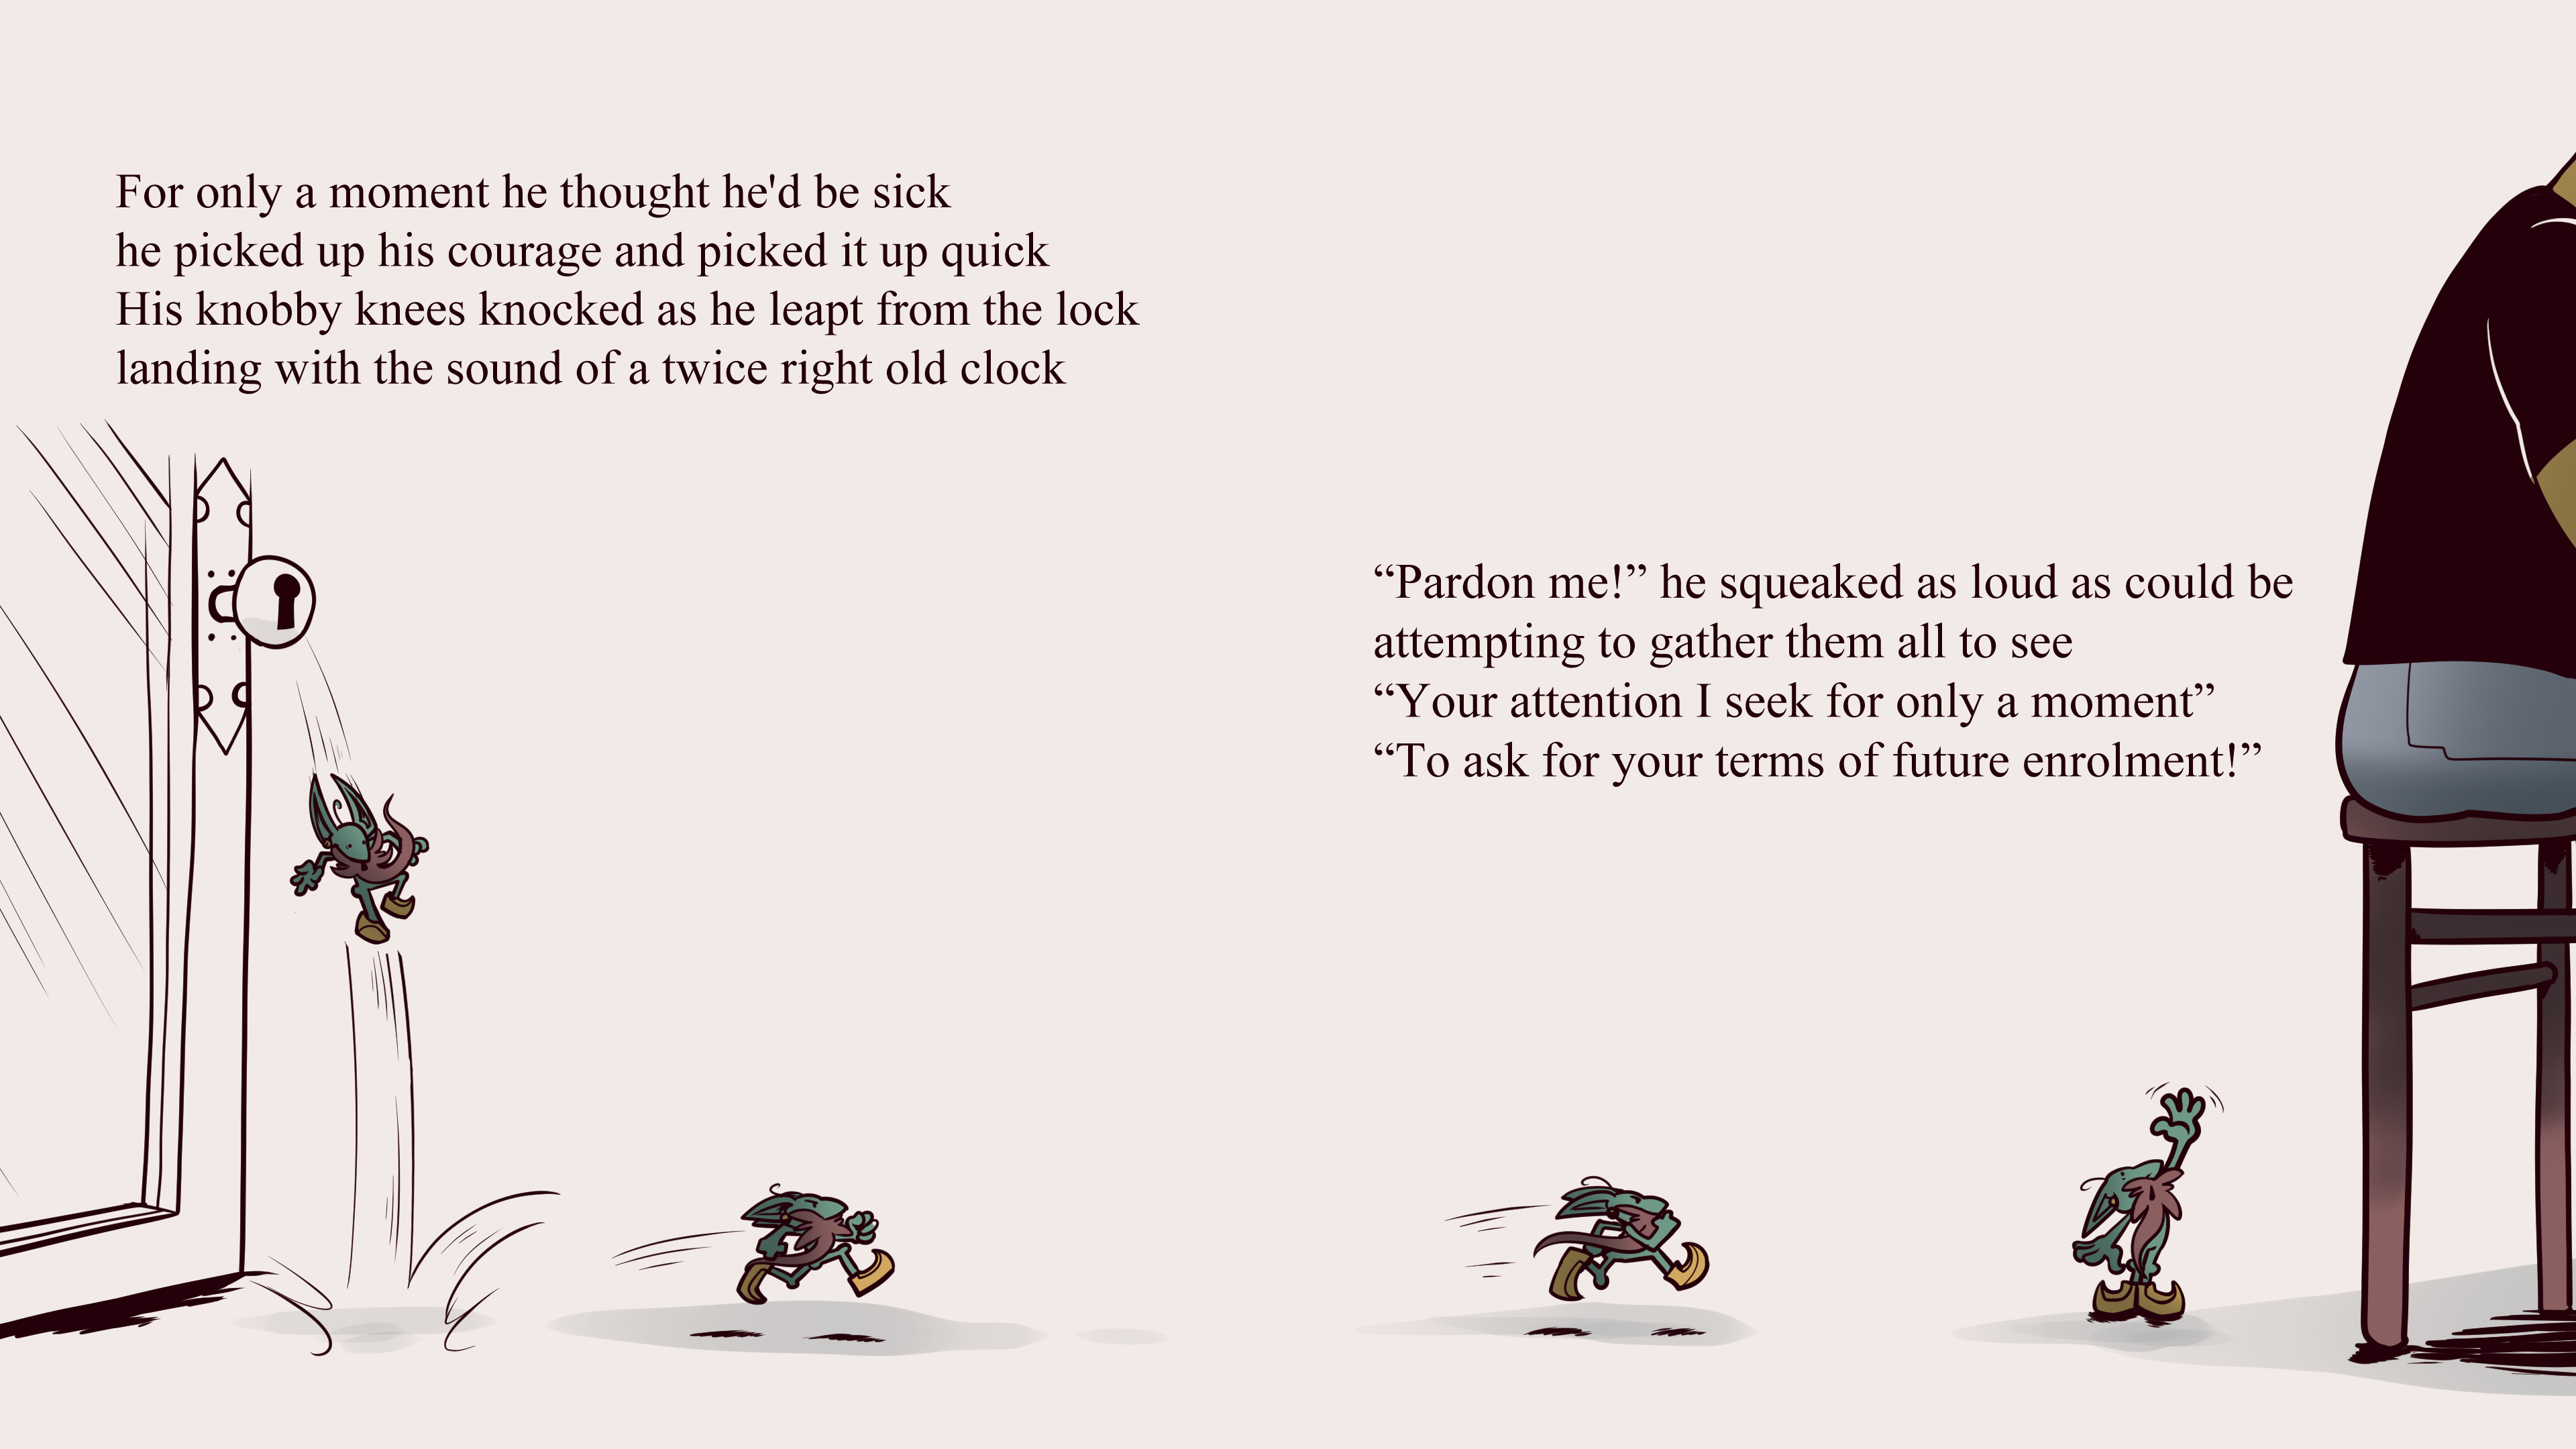 For only a moment he thought he'd be sick
he picked up his courage and picked it up quick
His knobby knees knocked as he leapt from the lock
landing with the sound of a twice right old clock
“Pardon me!” he squeaked as loud as could be
attempting to gather them all to see
“Your attention I seek for only a moment”
“To ask for your terms of future enrolment!”